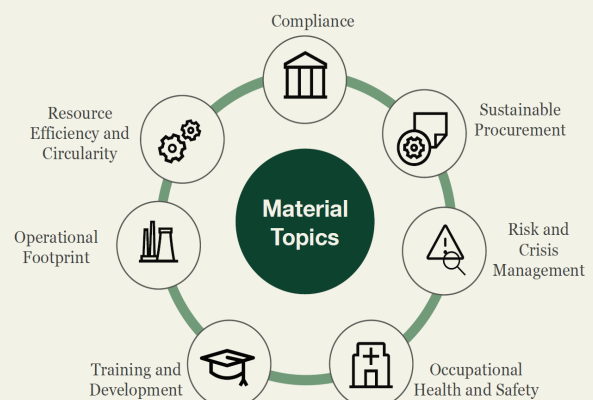 Compliance
Sustainable
Procurement
Risk and
Crisis
Management
Occupational
Health and Safety
Training and
Development
Operational
Footprint
Resource
Efficiency and
Circularity
Material
Topics